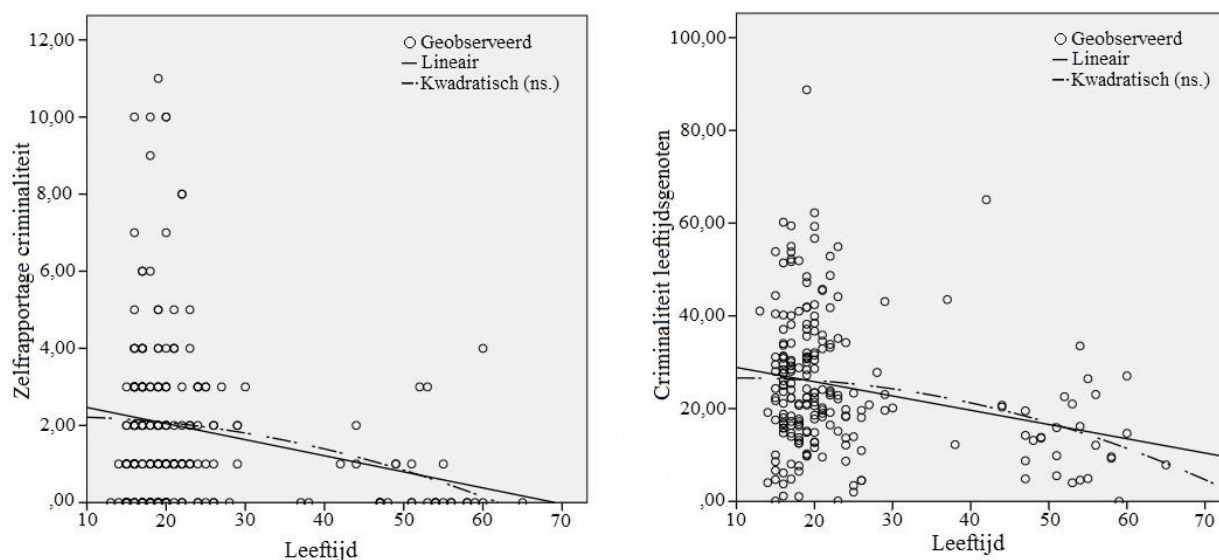 Zelfrapportage criminaliteit
12,00
10,00
8,00
6,00
4,00
2,00
,00
10 20 30 40 50 60 70
Leeftijd
Geobserveerd
Lineair
Kwadratisch (ns.)
Criminaliteit leeftijdsgenoten
100,00
80,00
60,00
40,00
20,00
,00
10 20 30 40 50 60 70
Leeftijd
Geobserveerd
Lineair
Kwadratisch (ns.)